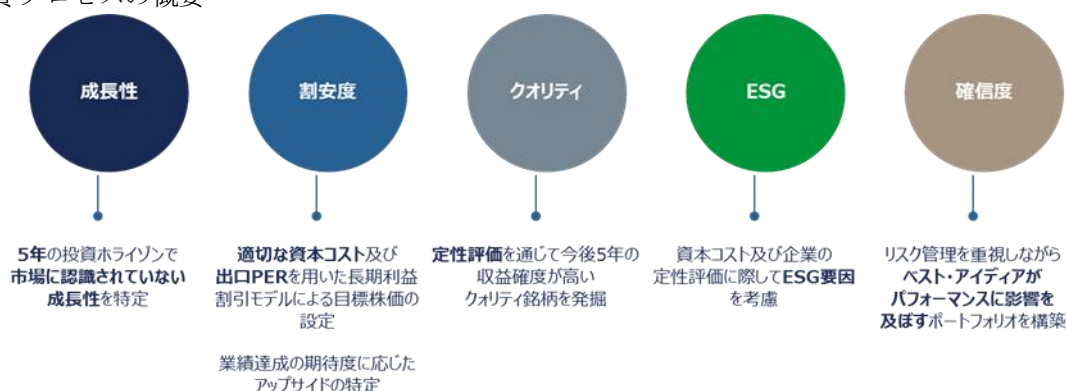 資プロセスの概要
成長性
割安度
クオリティ
ESG
確信度
5年の投資ホライゾンで
市場に認識されていない
成長性を特定
適切な資本コスト及び
出口PERを用いた長期利益
割引モデルによる目標株価の
設定
業績達成の期待度に応じた
アップサイドの特定
定性評価を通じて今後5年の
収益確度が高い
クォリティ銘柄を発掘
資本コスト及び企業の
定性評価に際してESG要因
を考慮
リスク管理を重視しながら
ベスト・アイディアが
パフォーマンスに影響を
及ぼすポートフォリオを構築